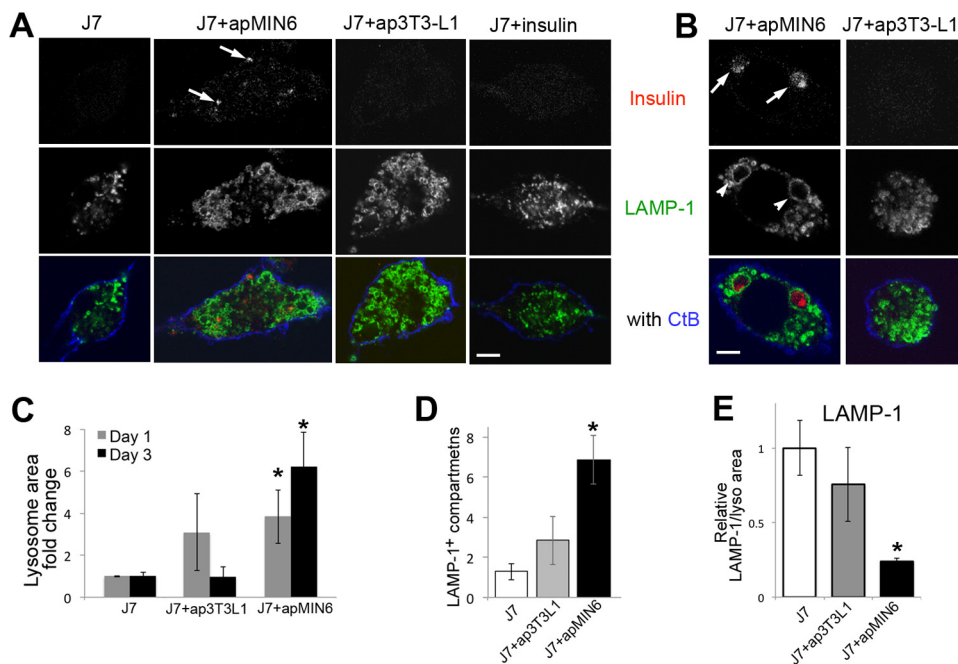 A
J7
J7+apMIN6
J7+ap3T3-L1
J7+insulin
B
J7+apMIN6
J7+ap3T3-L1
Insulin
LAMP-1
with CtB
C
Lysosome area
fold change
8
6
4
2
0
Day 1
Day 3
*
*
J7
J7+ap3T3L1
J7+apMIN6
D
LAMP-1+ compartmetns
8
6
4
2
0
*
J7
J7+ap3T3L1
J7+apMIN6
E
LAMP-1
Relative
LAMP-1/lyso area
1
0.5
0
*
J7
J7+ap3T3L1
J7+apMIN6